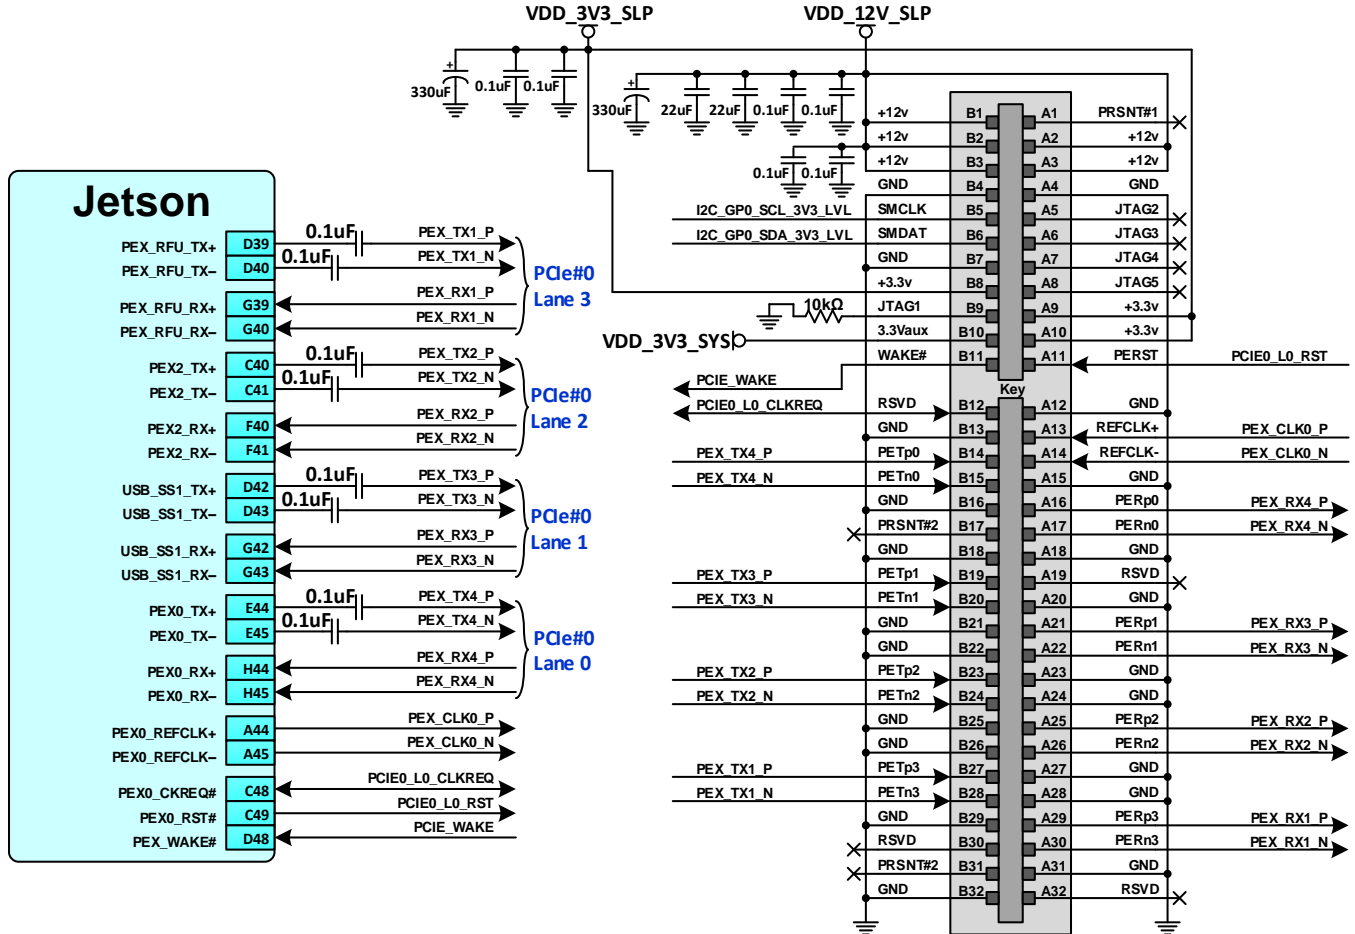 VDD_3V3_SLP
VDD_12V_SLP
330uF
0.1uF
0.1uF
330uF
22uF
22uF
0.1uF
0.1uF
0.1uF
0.1uF
Jetson
PEX_RFU_TX+ D39 0.1uF PEX_TX1_P
PEX_RFU_TX– D40 0.1uF PEX_TX1_N
PEX_RFU_RX+ G39 PEX_RX1_P
PEX_RFU_RX– G40 PEX_RX1_N
PCIe#0
Lane 3
PEX2_TX+ C40 0.1uF PEX_TX2_P
PEX2_TX– C41 0.1uF PEX_TX2_N
PEX2_RX+ F40 PEX_RX2_P
PEX2_RX– F41 PEX_RX2_N
PCIe#0
Lane 2
USB_SS1_TX+ D42 0.1uF PEX_TX3_P
USB_SS1_TX– D43 0.1uF PEX_TX3_N
USB_SS1_RX+ G42 PEX_RX3_P
USB_SS1_RX– G43 PEX_RX3_N
PCIe#0
Lane 1
PEX0_TX+ E44 0.1uF PEX_TX4_P
PEX0_TX– E45 0.1uF PEX_TX4_N
PEX0_RX+ H44 PEX_RX4_P
PEX0_RX– H45 PEX_RX4_N
PCIe#0
Lane 0
PEX0_REFCLK+ A44 PEX_CLK0_P
PEX0_REFCLK– A45 PEX_CLK0_N
PEX0_CKREQ# C48 PCIE0_L0_CLKREQ
PEX0_RST# C49 PCIE0_L0_RST
PEX_WAKE# D48 PCIE_WAKE
+12v B1 A1 PRSNT#1
+12v B2 A2 +12v
+12v B3 A3 +12v
GND B4 A4 GND
I2C_GP0_SCL_3V3_LVL SMCLK B5 A5 JTAG2
I2C_GP0_SDA_3V3_LVL SMDAT B6 A6 JTAG3
GND B7 A7 JTAG4
+3.3v B8 A8 JTAG5
10kΩ JTAG1 B9 A9 +3.3v
VDD_3V3_SYS 3.3Vaux B10 A10 +3.3v
WAKE# B11 A11 PERST PCIE0_L0_RST
PCIE_WAKE
Key
PCIE0_L0_CLKREQ RSVD B12 A12 GND
GND B13 A13 REFCLK+ PEX_CLK0_P
PEX_TX4_P PETp0 B14 A14 REFCLK- PEX_CLK0_N
PEX_TX4_N PETn0 B15 A15 GND
GND B16 A16 PERp0 PEX_RX4_P
PRSNT#2 B17 A17 PERn0 PEX_RX4_N
GND B18 A18 GND
PEX_TX3_P PETp1 B19 A19 RSVD
PEX_TX3_N PETn1 B20 A20 GND
GND B21 A21 PERp1 PEX_RX3_P
GND B22 A22 PERn1 PEX_RX3_N
PEX_TX2_P PETp2 B23 A23 GND
PEX_TX2_N PETn2 B24 A24 GND
GND B25 A25 PERp2 PEX_RX2_P
GND B26 A26 PERn2 PEX_RX2_N
PEX_TX1_P PETp3 B27 A27 GND
PEX_TX1_N PETn3 B28 A28 GND
GND B29 A29 PERp3 PEX_RX1_P
RSVD B30 A30 PERn3 PEX_RX1_N
PRSNT#2 B31 A31 GND
GND B32 A32 RSVD